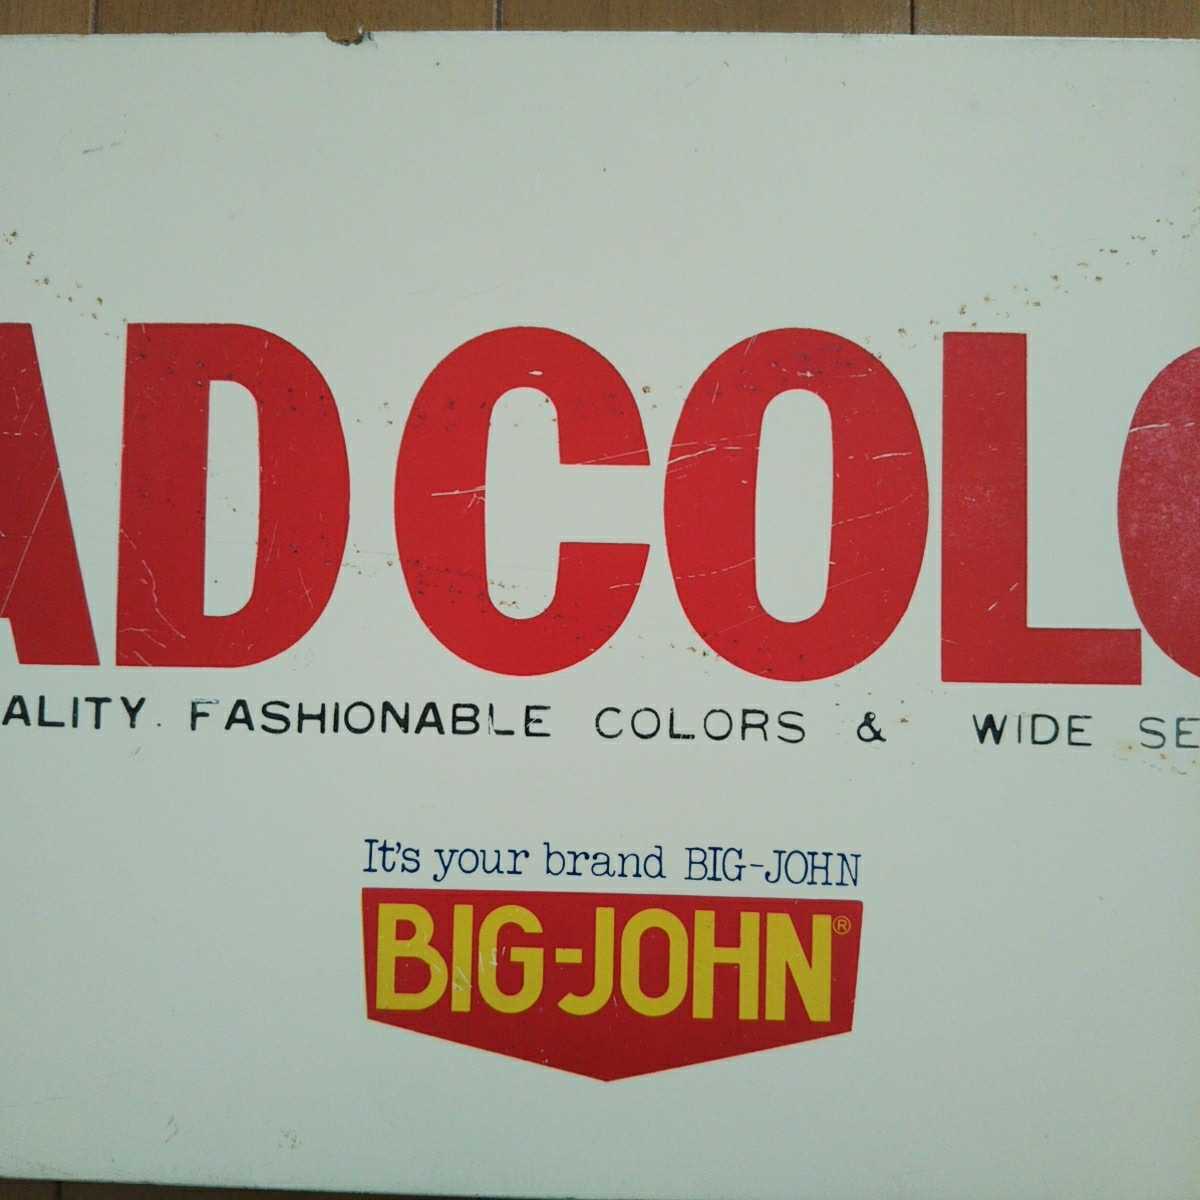 AD COLO
ALITY. FASHIONABLE COLORS & WIDE SE
It's your brand BIG-JOHN
BIG-JOHN®